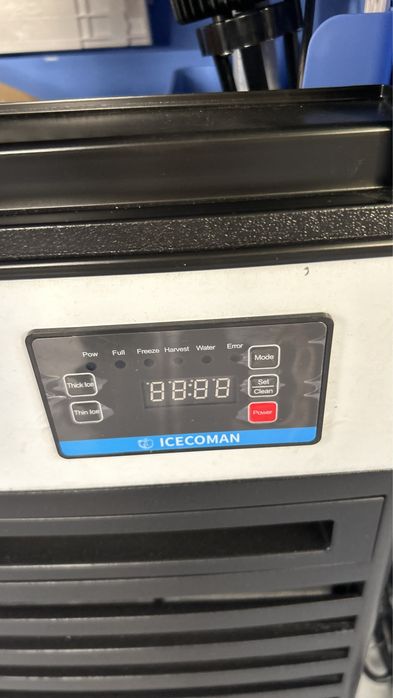 Pow Full Freeze Harvest Water Error
Mode
Thick Ice
88:88
Set
Clean
Thin Ice
Power
ICECOMAN